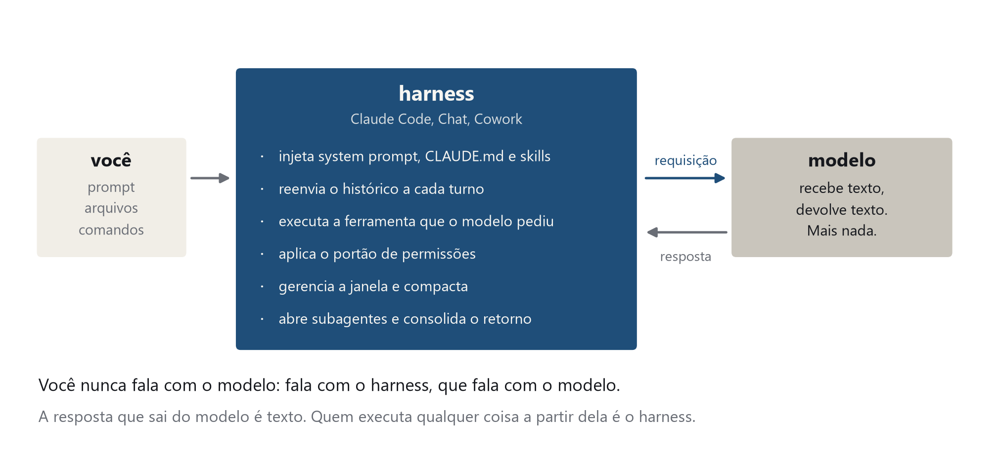 harness
Claude Code, Chat, Cowork
· injeta system prompt, CLAUDE.md e skills
· reenvia o histórico a cada turno
· executa a ferramenta que o modelo pediu
· aplica o portão de permissões
· gerencia a janela e compacta
· abre subagentes e consolida o retorno
você
prompt
arquivos
comandos
requisição
resposta
modelo
recebe texto,
devolve texto.
Mais nada.
Você nunca fala com o modelo: fala com o harness, que fala com o modelo.
A resposta que sai do modelo é texto. Quem executa qualquer coisa a partir dela é o harness.